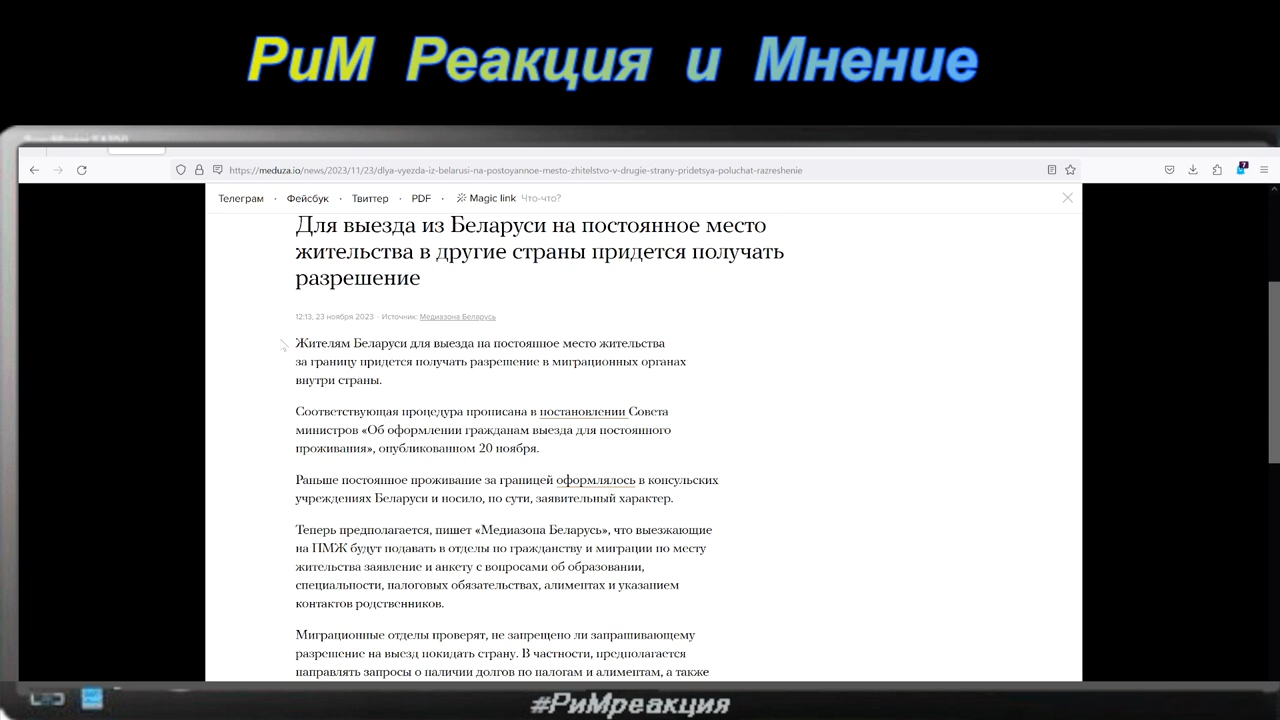 РиМ Реакция и Мнение
https://meduza.io/news/2023/11/23/dlya-vyezda-iz-belarusi-na-postoyannoe-mesto-zhitelstvo-v-drugie-strany-pridetsya-poluchat-razreshenie
7
Телеграм · Фейсбук · Твиттер · PDF · Magic link Что-что?
Для выезда из Беларуси на постоянное место
жительства в другие страны придется получать
разрешение
12:13, 23 ноября 2023 · Источник: Медиазона Беларусь
Жителям Беларуси для выезда на постоянное место жительства
за границу придется получать разрешение в миграционных органах
внутри страны.
Соответствующая процедура прописана в постановлении Совета
министров «Об оформлении гражданам выезда для постоянного
проживания», опубликованном 20 ноября.
Раньше постоянное проживание за границей оформлялось в консульских
учреждениях Беларуси и носило, по сути, заявительный характер.
Теперь предполагается, пишет «Медиазона Беларусь», что выезжающие
на ПМЖ будут подавать в отделы по гражданству и миграции по месту
жительства заявление и анкету с вопросами об образовании,
специальности, налоговых обязательствах, алиментах и указанием
контактов родственников.
Миграционные отделы проверят, не запрещено ли запрашивающему
разрешение на выезд покидать страну. В частности, предполагается
направлять запросы о наличии долгов по налогам и алиментам, а также
#РиМреакция